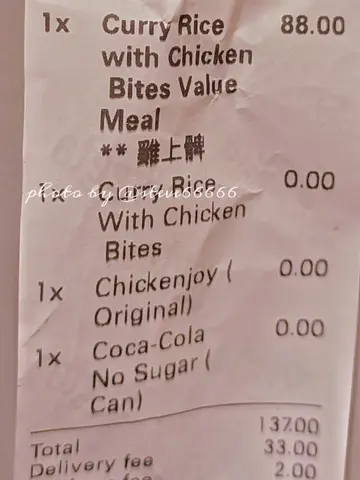 1x Curry Rice 88.00
with Chicken
Bites Value
Meal
** 雞上髀
1x Curry Rice 0.00
With Chicken
Bites
1x Chickenjoy ( 0.00
Original)
1x Coca-Cola 0.00
No Sugar (
Can)
137.00
Total 33.00
Delivery fee 2.00